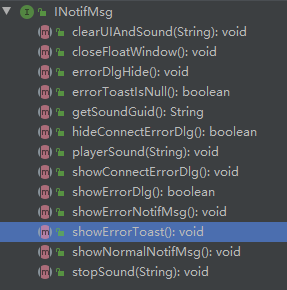 INotifMsg
clearUIAndSound(String): void
closeFloatWindow(): void
errorDlgHide(): void
errorToastIsNull(): boolean
getSoundGuid(): String
hideConnectErrorDlg(): boolean
playerSound(String): void
showConnectErrorDlg(): void
showErrorDlg(): boolean
showErrorNotifMsg(): void
showErrorToast(): void
showNormalNotifMsg(): void
stopSound(String): void